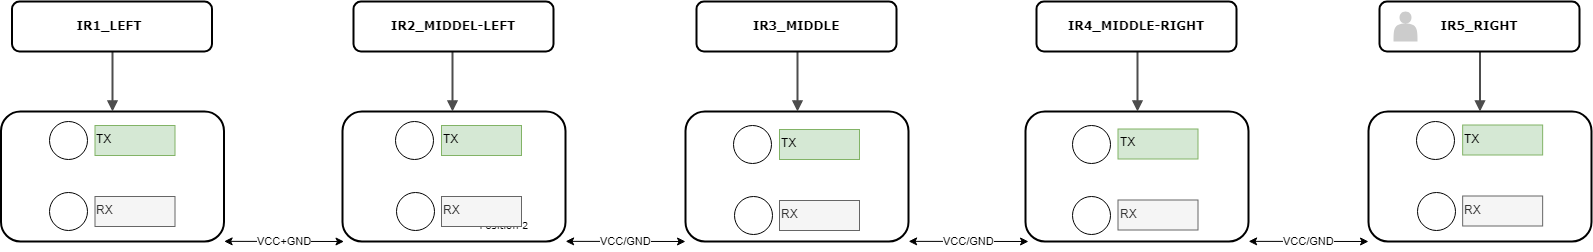 IR1_LEFT
IR2_MIDDEL-LEFT
IR3_MIDDLE
IR4_MIDDLE-RIGHT
IR5_RIGHT
TX
TX
TX
TX
TX
RX
RX
RX
RX
RX
VCC+GND
VCC/GND
VCC/GND
VCC/GND